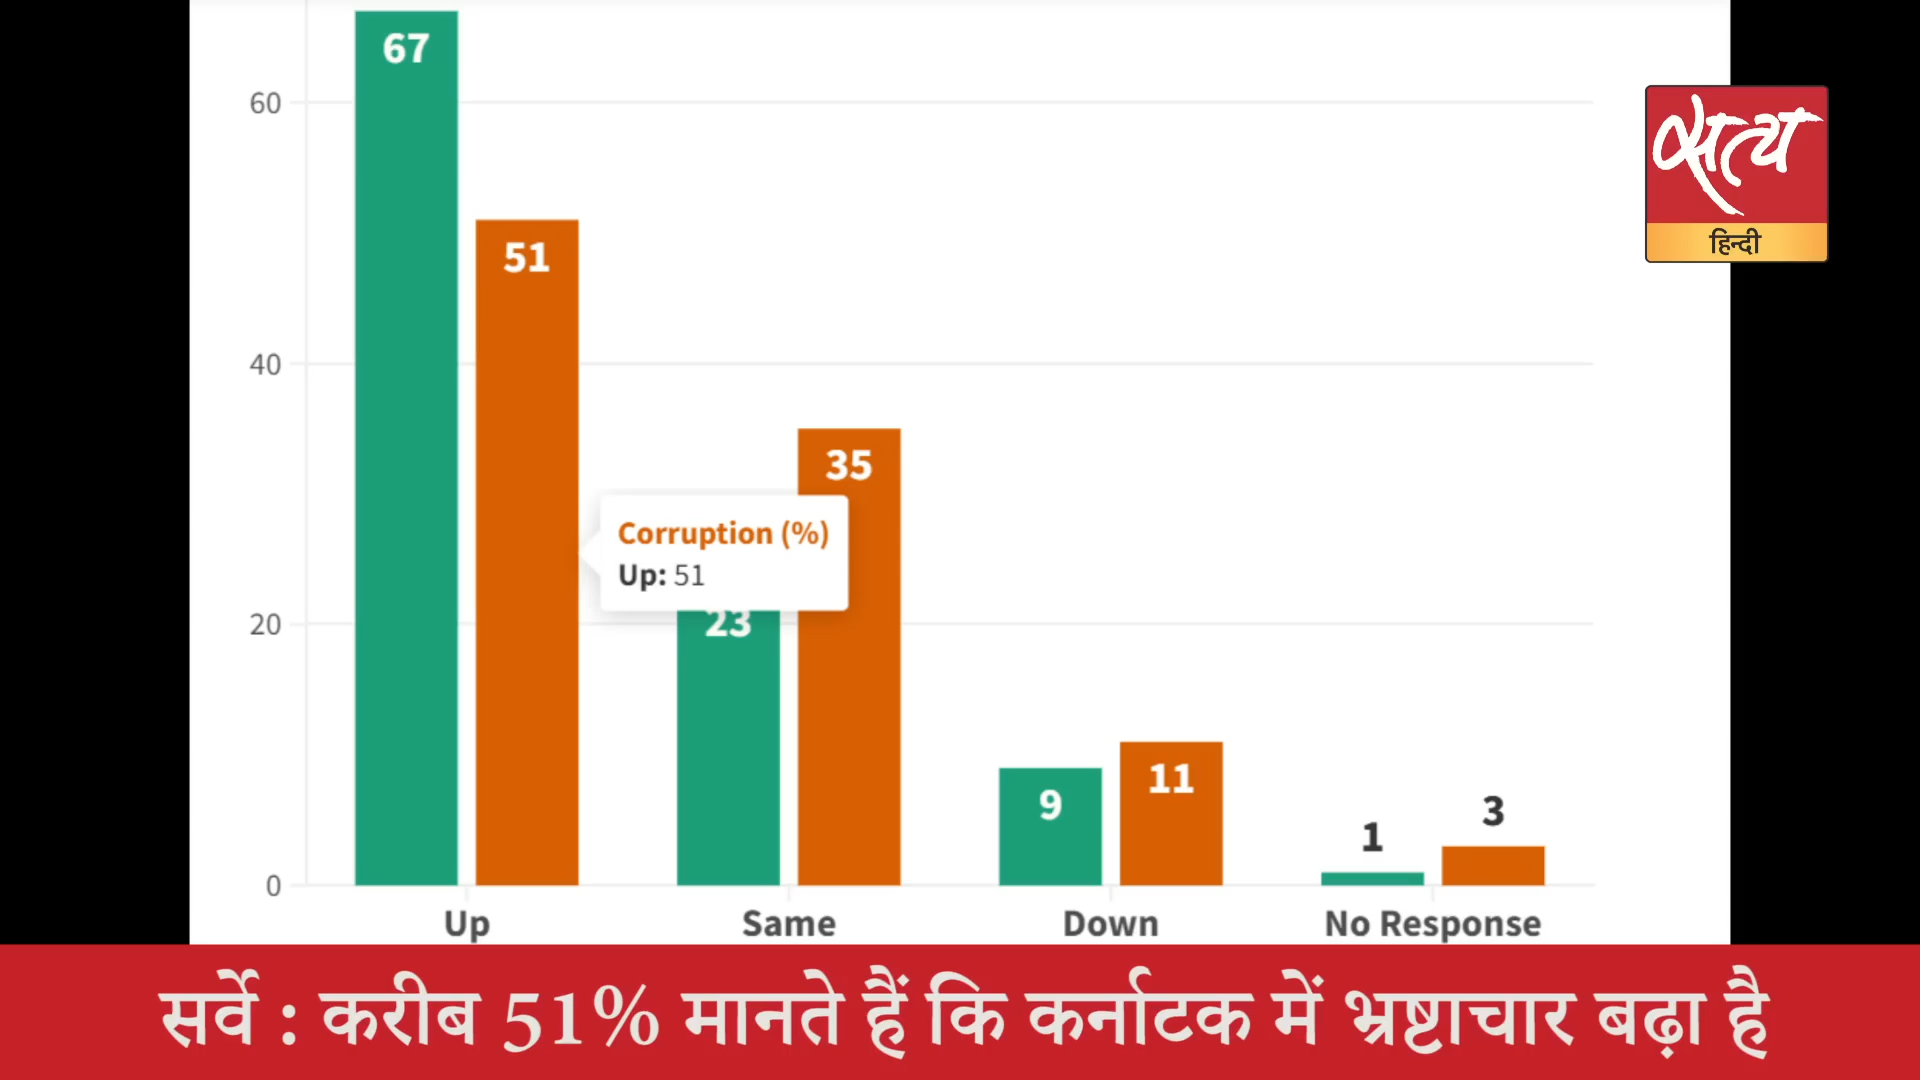 67
60
51
सत्य
हिन्दी
40
35
Corruption (%)
Up: 51
23
20
11
9
3
1
0
Up Same Down No Response
सर्वे : करीब 51% मानते हैं कि कर्नाटक में भ्रष्टाचार बढ़ा है